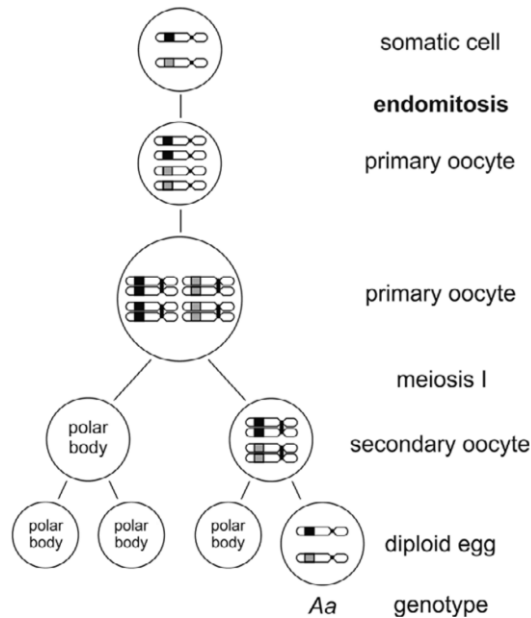 somatic cell
endomitosis
primary oocyte
primary oocyte
meiosis I
polar
body
secondary oocyte
polar
body
polar
body
polar
body
diploid egg
Aa
genotype